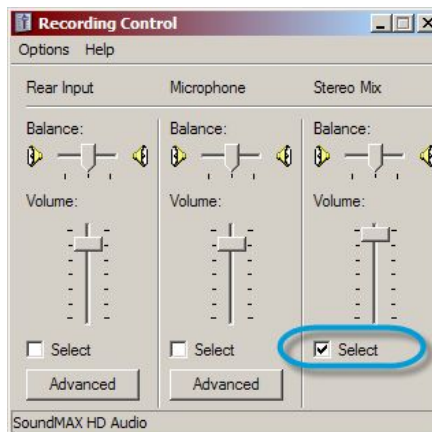 Recording Control
Options Help
Rear Input Microphone Stereo Mix
Balance: Balance: Balance:
Volume: Volume: Volume:
Select Select Select
Advanced Advanced
SoundMAX HD Audio